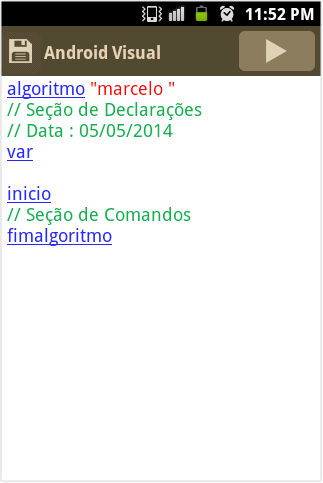 11:52 PM
Android Visual
algoritmo "marcelo "
// Seção de Declarações
// Data : 05/05/2014
var
inicio
// Seção de Comandos
fimalgoritmo